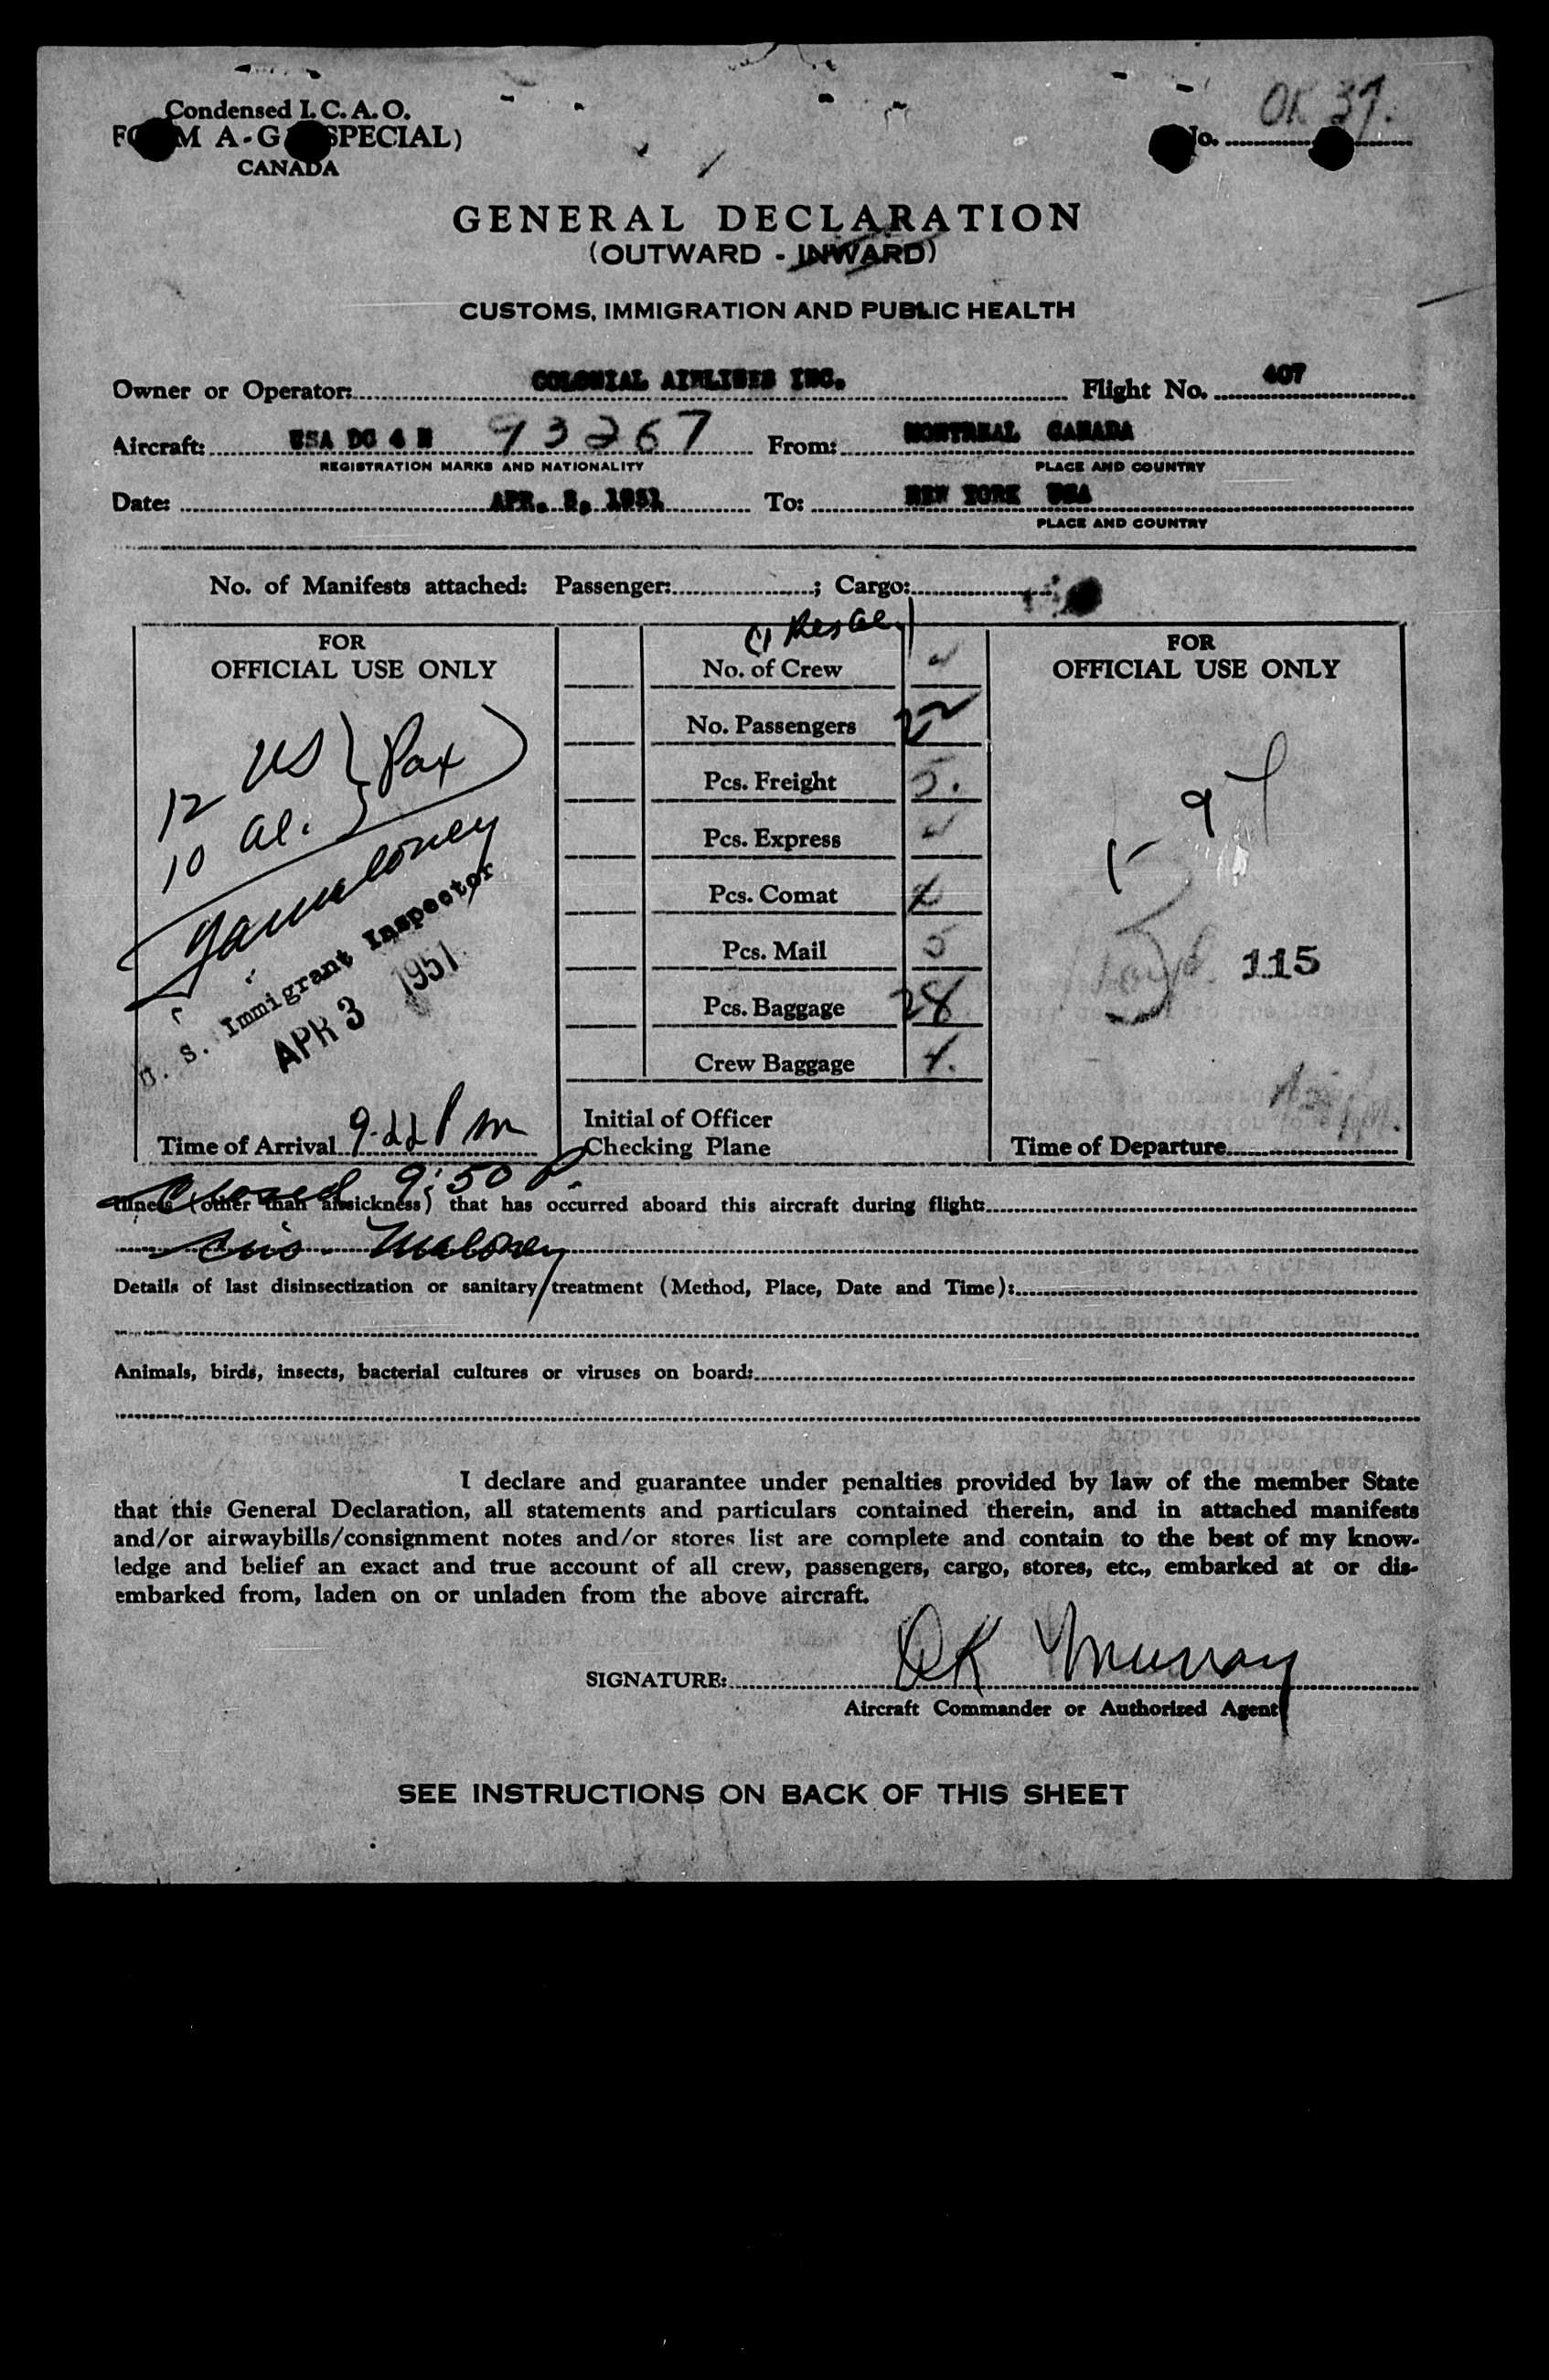 Condensed I. C. A. O.
OK 37.
FORM A-G (SPECIAL)
No.
CANADA
GENERAL DECLARATION
(OUTWARD - INWARD)
CUSTOMS, IMMIGRATION AND PUBLIC HEALTH
Owner or Operator: COLONIAL AIRLINES INC. Flight No. 407
Aircraft: USA DC 4 N 93267 From: MONTREAL CANADA
REGISTRATION MARKS AND NATIONALITY PLACE AND COUNTRY
Date: APR. 3, 1951 To: NEW YORK USA
PLACE AND COUNTRY
No. of Manifests attached: Passenger: ; Cargo:
FOR
OFFICIAL USE ONLY
12 US } Pax
10 al.
Maloney
U. S. Immigrant Inspector
APR 3 1951
Time of Arrival 9.22 P m
No. of Crew
No. Passengers 22
Pcs. Freight 5.
Pcs. Express
Pcs. Comat
Pcs. Mail 5
Pcs. Baggage 28
Crew Baggage
Initial of Officer
Checking Plane
FOR
OFFICIAL USE ONLY
115
Time of Departure
Closed 9:50 P.
Illness (other than airsickness) that has occurred aboard this aircraft during flight:
Maloney
Details of last disinsectization or sanitary treatment (Method, Place, Date and Time):
Animals, birds, insects, bacterial cultures or viruses on board:
I declare and guarantee under penalties provided by law of the member State
that this General Declaration, all statements and particulars contained therein, and in attached manifests
and/or airwaybills/consignment notes and/or stores list are complete and contain to the best of my know-
ledge and belief an exact and true account of all crew, passengers, cargo, stores, etc., embarked at or dis-
embarked from, laden on or unladen from the above aircraft.
SIGNATURE: OK Murray
Aircraft Commander or Authorized Agent
SEE INSTRUCTIONS ON BACK OF THIS SHEET